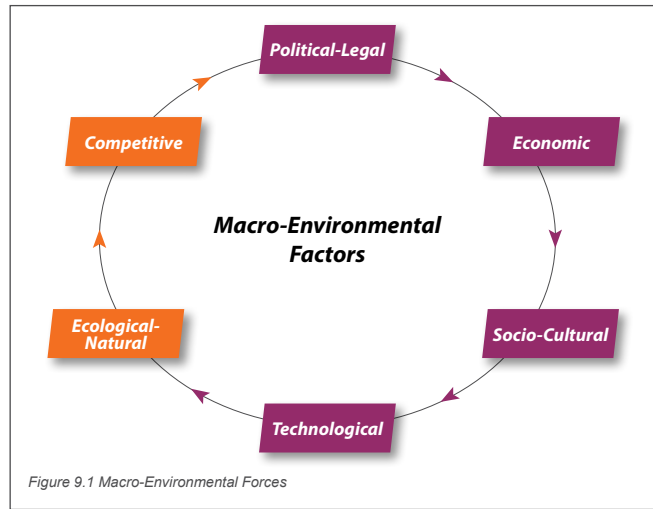 Political-Legal
Competitive
Economic
Macro-Environmental
Factors
Ecological-
Natural
Socio-Cultural
Technological
Figure 9.1 Macro-Environmental Forces